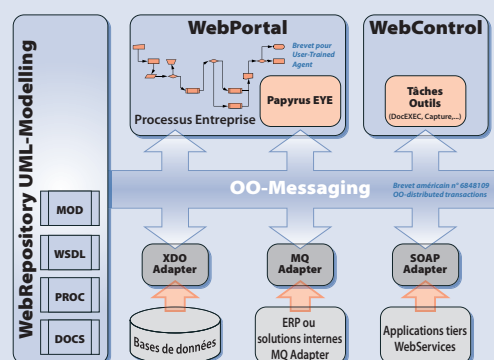 WebRepository UML-Modelling
MOD
WSDL
PROC
DOCS
WebPortal
Brevet pour
User-Trained
Agent
Papyrus EYE
Processus Entreprise
WebControl
Tâches
Outils
(DocEXEC, Capture,...)
OO-Messaging
Brevet américain n° 6848109
OO-distributed transactions
XDO
Adapter
MQ
Adapter
SOAP
Adapter
Bases de données
ERP ou
solutions internes
MQ Adapter
Applications tiers
WebServices